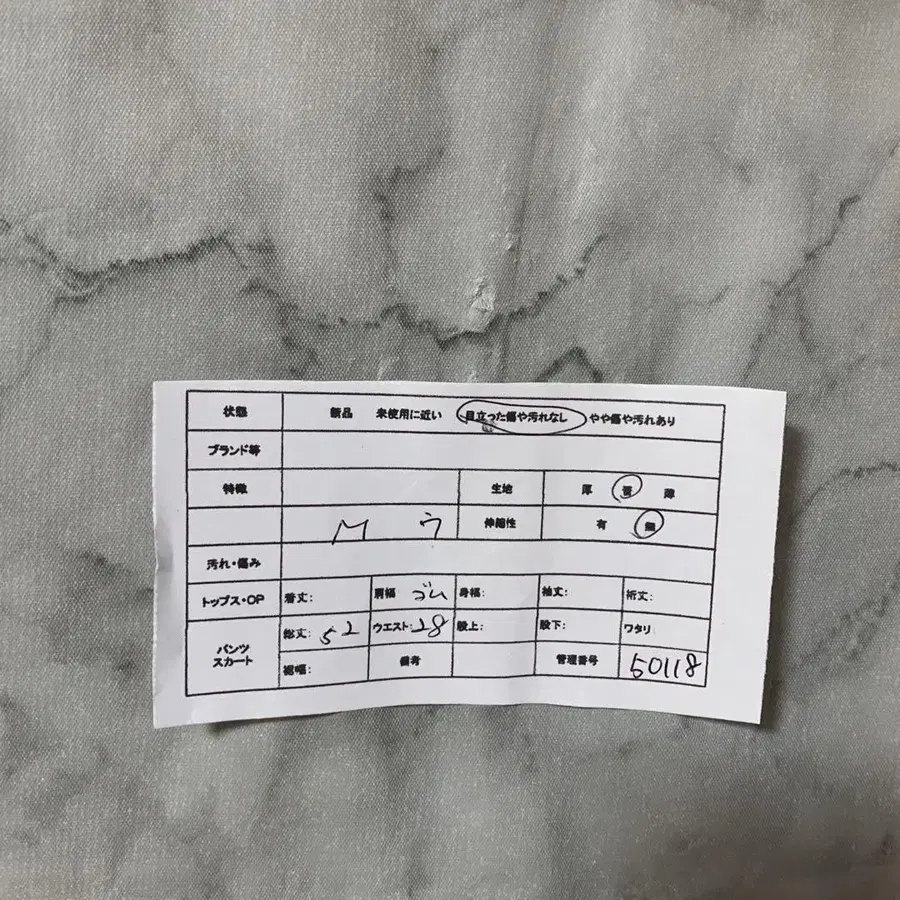 状態 新品 未使用に近い 目立った傷や汚れなし やや傷や汚れあり
ブランド等
特徴 生地 厚 普 薄
M ウ 伸縮性 有 無
汚れ・傷み
トップス・OP 着丈: 肩幅 ゴム 身幅: 袖丈: 裄丈:
パンツ スカート
総丈: 52 ウエスト: 28 股上: 股下: ワタリ:
裾幅: 備考 管理番号 50118